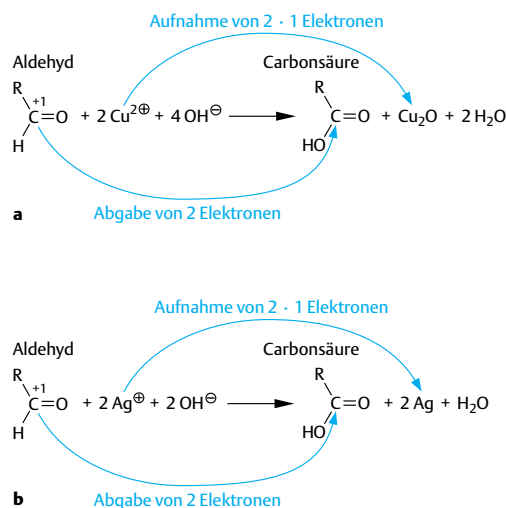 Aufnahme von 2 · 1 Elektronen
Aldehyd Carbonsäure
R R
+1
C=O + 2 Cu²⊕ + 4 OH⊖ C=O + Cu₂O + 2 H₂O
H HO
a Abgabe von 2 Elektronen
Aufnahme von 2 · 1 Elektronen
Aldehyd Carbonsäure
R R
+1
C=O + 2 Ag⊕ + 2 OH⊖ C=O + 2 Ag + H₂O
H HO
b Abgabe von 2 Elektronen